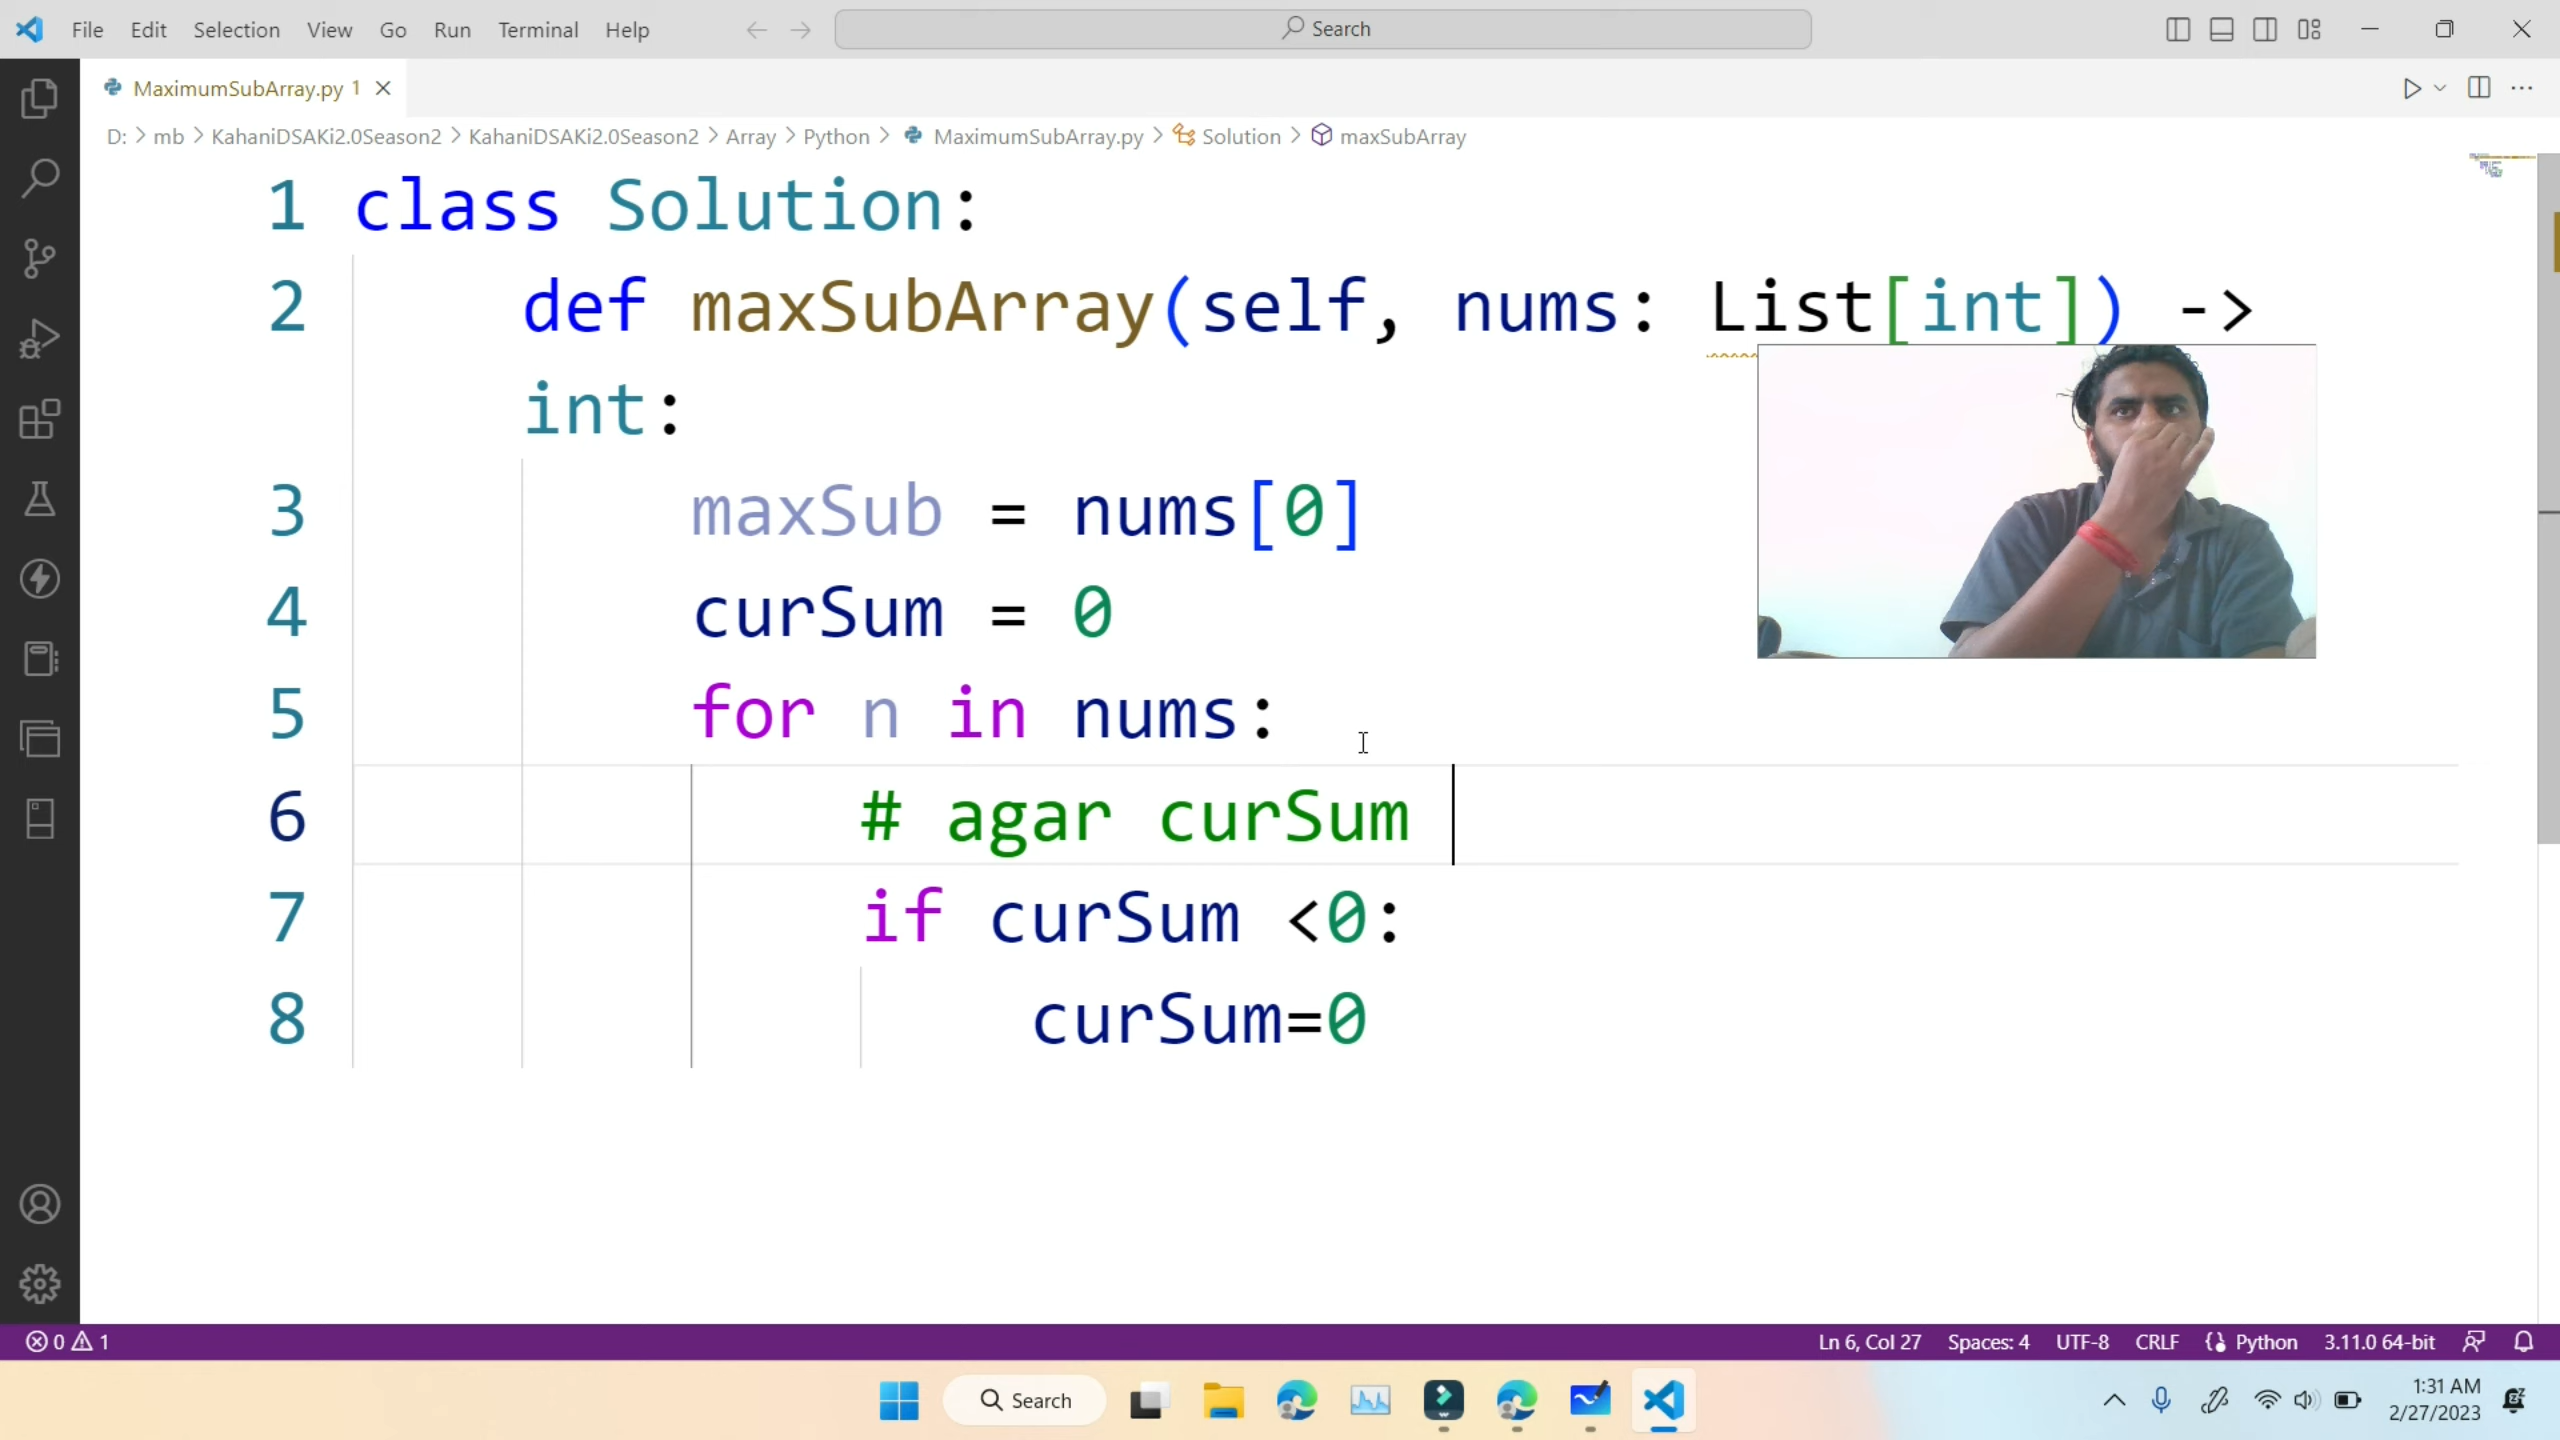 File Edit Selection View Go Run Terminal Help Search
MaximumSubArray.py 1
D: > mb > KahaniDSAKi2.0Season2 > KahaniDSAKi2.0Season2 > Array > Python > MaximumSubArray.py > Solution > maxSubArray
1 class Solution:
2 def maxSubArray(self, nums: List[int]) ->
int:
3 maxSub = nums[0]
4 curSum = 0
5 for n in nums:
6 # agar curSum
7 if curSum <0:
8 curSum=0
0 1 Ln 6, Col 27 Spaces: 4 UTF-8 CRLF Python 3.11.0 64-bit
Search 1:31 AM
2/27/2023